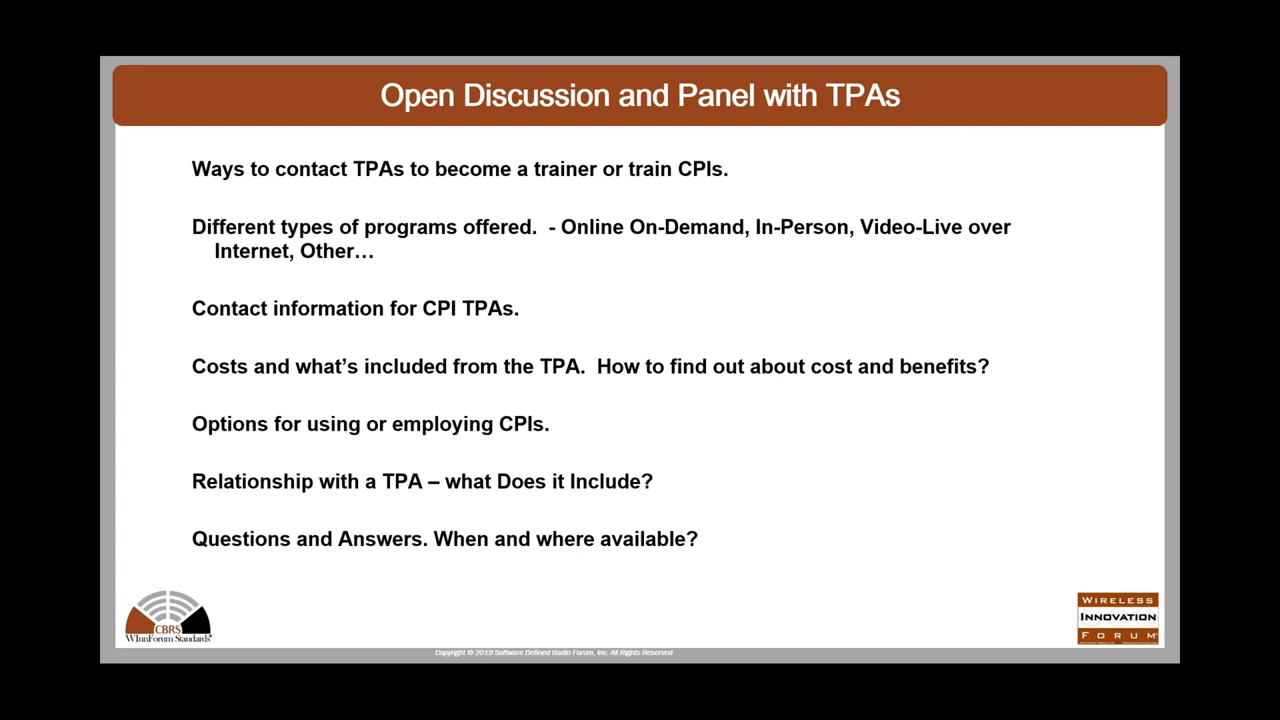 Open Discussion and Panel with TPAs
Ways to contact TPAs to become a trainer or train CPIs.
Different types of programs offered.  - Online On-Demand, In-Person, Video-Live over
Internet, Other…
Contact information for CPI TPAs.
Costs and what’s included from the TPA.  How to find out about cost and benefits?
Options for using or employing CPIs.
Relationship with a TPA – what Does it Include?
Questions and Answers. When and where available?
CBRS
WInnForum Standards
WIRELESS
INNOVATION
FORUM
Copyright © 2019 Software Defined Radio Forum, Inc. All Rights Reserved